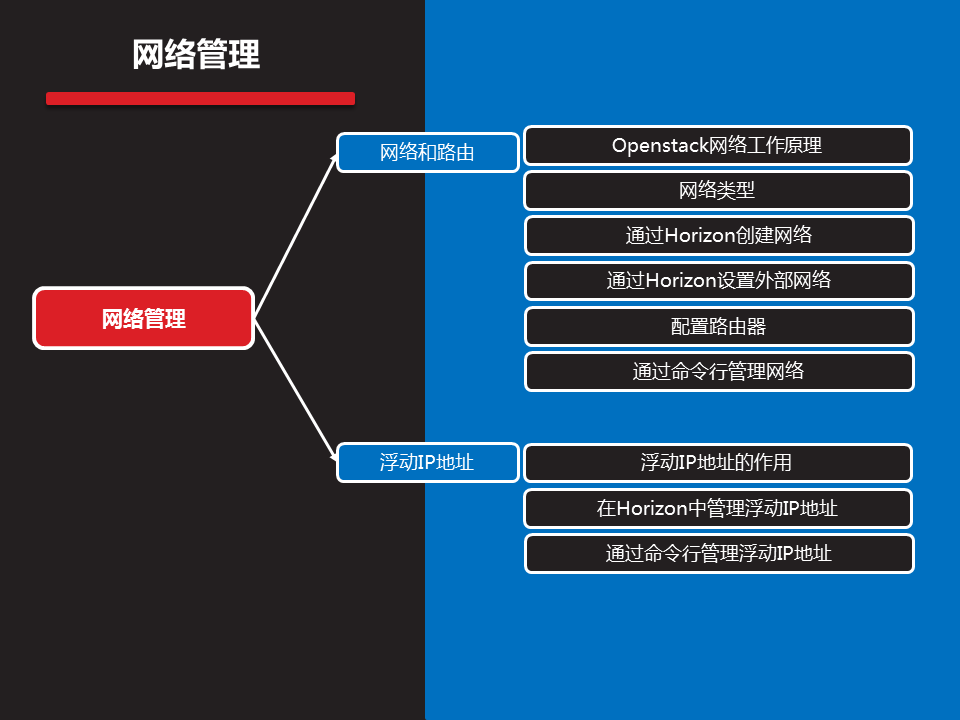 网络管理
网络管理
网络和路由
Openstack网络工作原理
网络类型
通过Horizon创建网络
通过Horizon设置外部网络
配置路由器
通过命令行管理网络
浮动IP地址
浮动IP地址的作用
在Horizon中管理浮动IP地址
通过命令行管理浮动IP地址